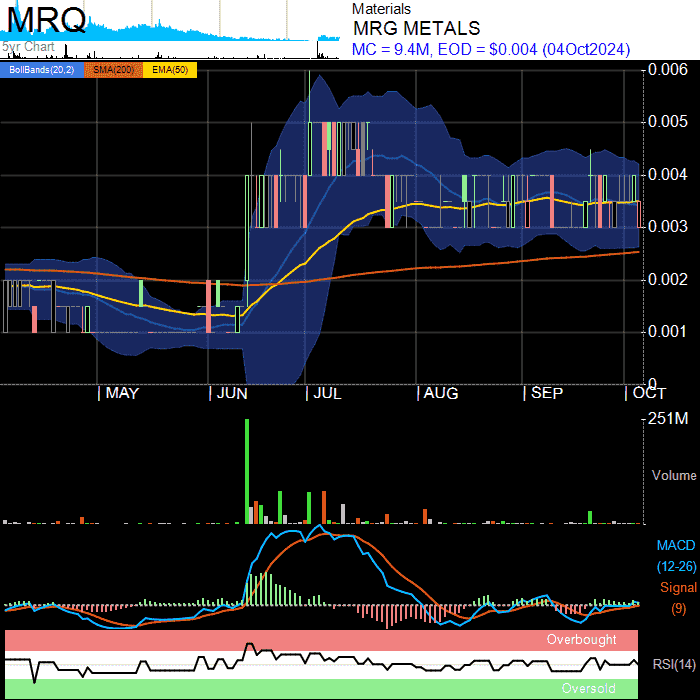 MRQ
5yr Chart
Materials
MRG METALS
MC = 9.4M, EOD = $0.004 (04Oct2024)
BollBands(20,2) SMA(200) EMA(50)
0.006
0.005
0.004
0.003
0.002
0.001
0
MAY JUN JUL AUG SEP OCT
251M
Volume
MACD
(12-26)
Signal
(9)
Overbought
RSI(14)
Oversold